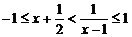 -1 ≤ x + 1/2 < 1/(x-1) ≤ 1